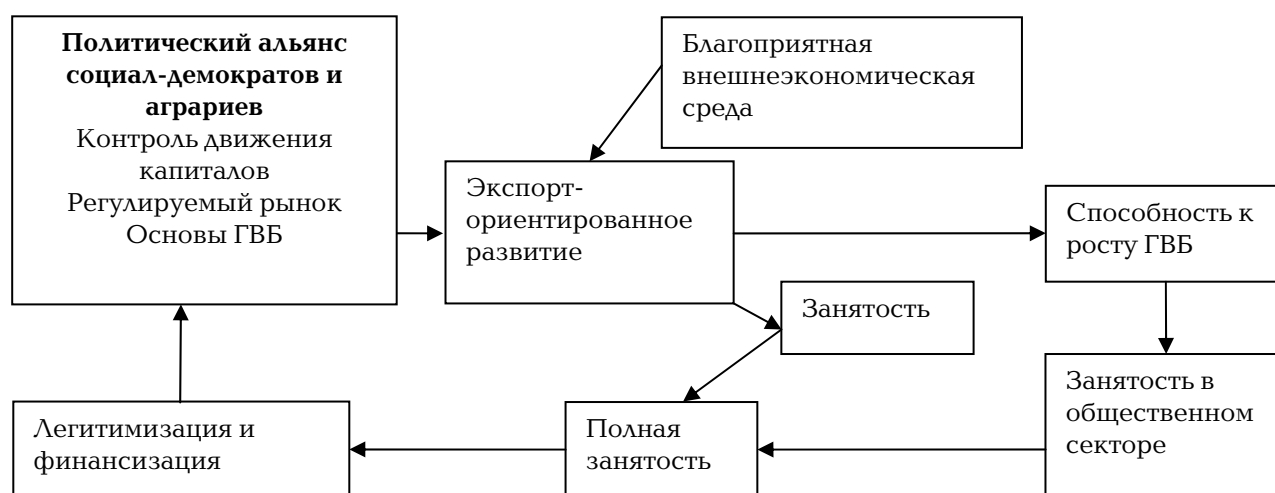 Политический альянс
социал-демократов и
аграриев
Контроль движения
капиталов
Регулируемый рынок
Основы ГВБ
Благоприятная
внешнеэкономическая
среда
Экспорт-
ориентированное
развитие
Способность к
росту ГВБ
Занятость
Занятость в
общественном
секторе
Полная
занятость
Легитимизация и
финансизация